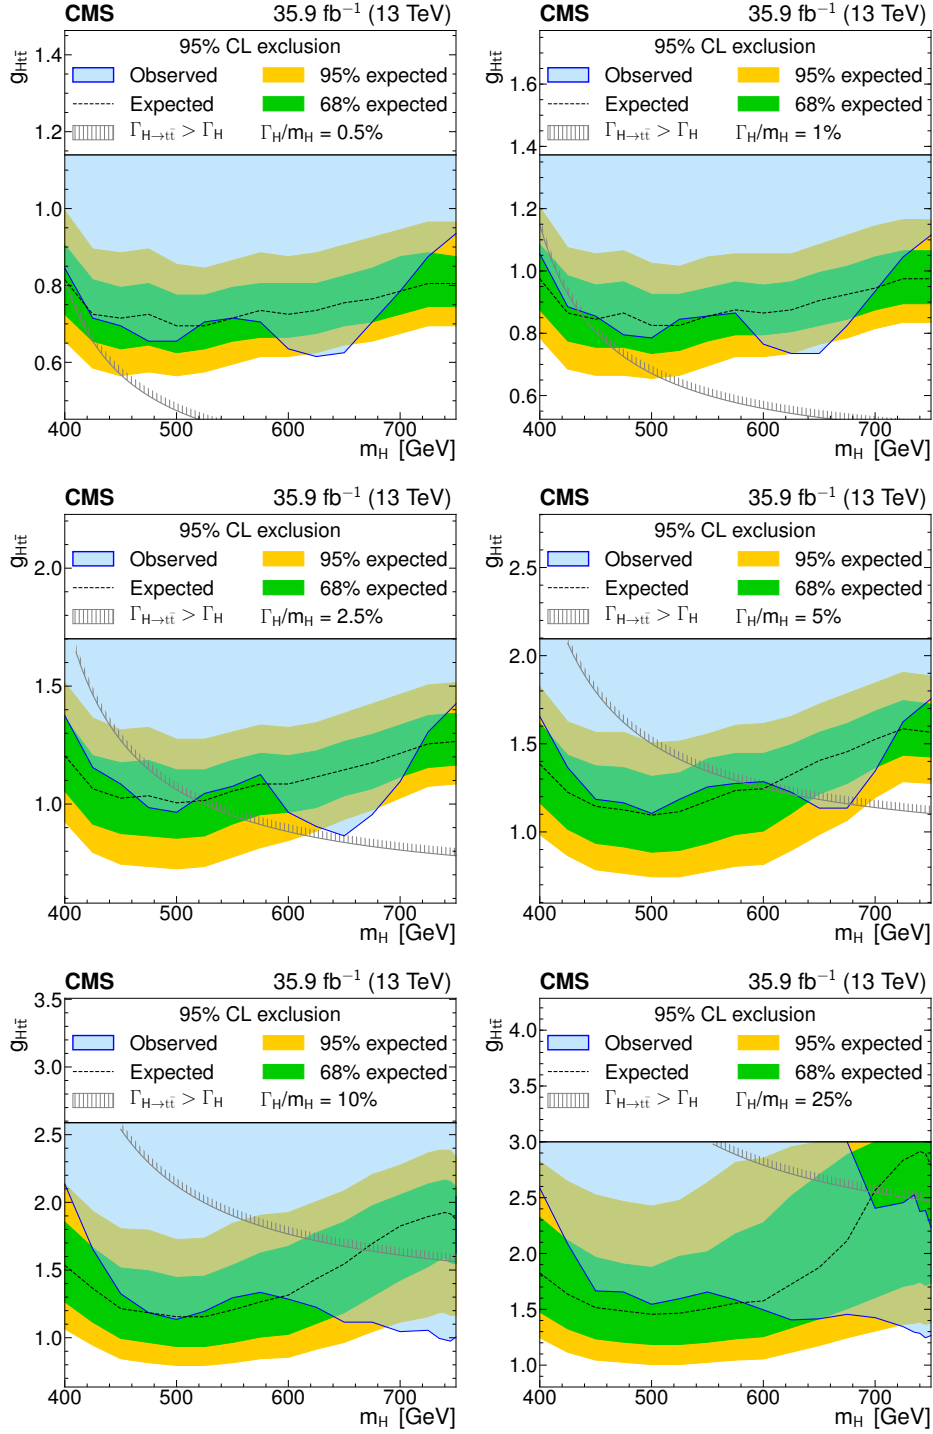 CMS 35.9 fb⁻¹ (13 TeV)
g_Htt̄
95% CL exclusion
Observed 95% expected
Expected 68% expected
Γ_H→tt̄ > Γ_H Γ_H/m_H = 0.5%
1.4
1.2
1.0
0.8
0.6
400 500 600 700
m_H [GeV]
CMS 35.9 fb⁻¹ (13 TeV)
g_Htt̄
95% CL exclusion
Observed 95% expected
Expected 68% expected
Γ_H→tt̄ > Γ_H Γ_H/m_H = 1%
1.6
1.4
1.2
1.0
0.8
0.6
400 500 600 700
m_H [GeV]
CMS 35.9 fb⁻¹ (13 TeV)
g_Htt̄
95% CL exclusion
Observed 95% expected
Expected 68% expected
Γ_H→tt̄ > Γ_H Γ_H/m_H = 2.5%
2.0
1.5
1.0
400 500 600 700
m_H [GeV]
CMS 35.9 fb⁻¹ (13 TeV)
g_Htt̄
95% CL exclusion
Observed 95% expected
Expected 68% expected
Γ_H→tt̄ > Γ_H Γ_H/m_H = 5%
2.5
2.0
1.5
1.0
400 500 600 700
m_H [GeV]
CMS 35.9 fb⁻¹ (13 TeV)
g_Htt̄
95% CL exclusion
Observed 95% expected
Expected 68% expected
Γ_H→tt̄ > Γ_H Γ_H/m_H = 10%
3.5
3.0
2.5
2.0
1.5
1.0
400 500 600 700
m_H [GeV]
CMS 35.9 fb⁻¹ (13 TeV)
g_Htt̄
95% CL exclusion
Observed 95% expected
Expected 68% expected
Γ_H→tt̄ > Γ_H Γ_H/m_H = 25%
4.0
3.5
3.0
2.5
2.0
1.5
1.0
400 500 600 700
m_H [GeV]